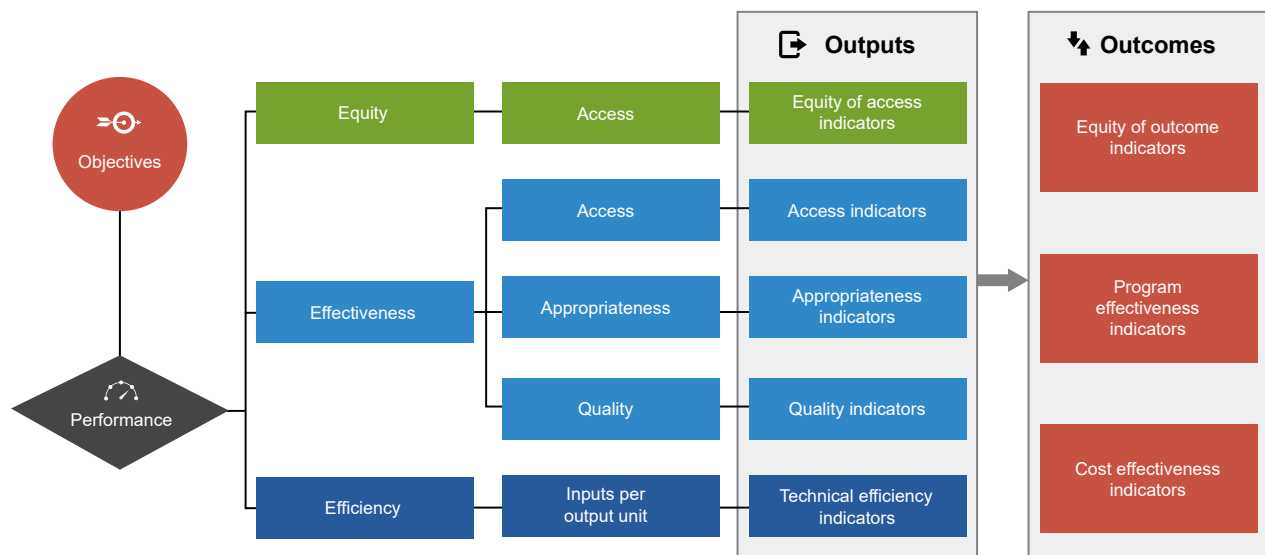 Outputs
Outcomes
Objectives
Performance
Equity
Access
Equity of access
indicators
Effectiveness
Access
Access indicators
Appropriateness
Appropriateness
indicators
Quality
Quality indicators
Efficiency
Inputs per
output unit
Technical efficiency
indicators
Equity of outcome
indicators
Program
effectiveness
indicators
Cost effectiveness
indicators